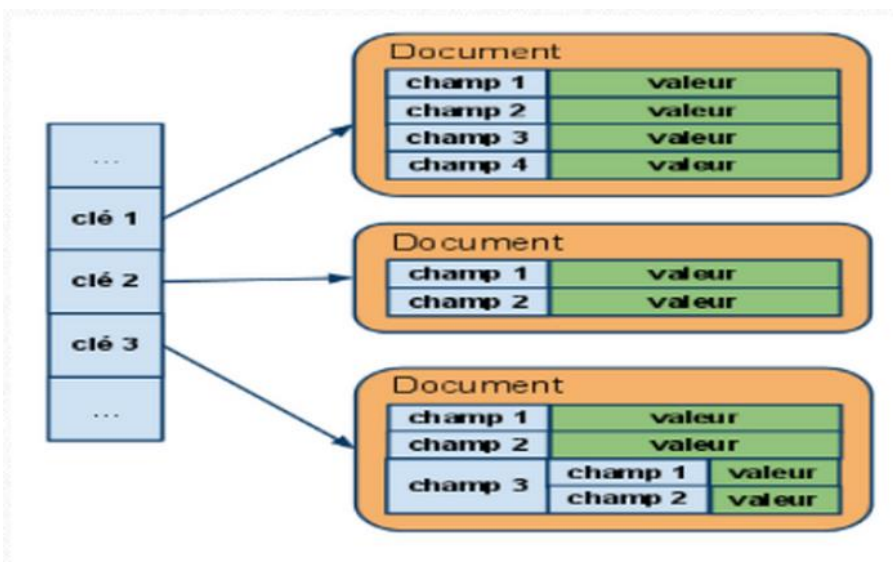 ...
clé 1
clé 2
clé 3
...
Document
champ 1 valeur
champ 2 valeur
champ 3 valeur
champ 4 valeur
Document
champ 1 valeur
champ 2 valeur
Document
champ 1 valeur
champ 2 valeur
champ 3 champ 1 valeur
champ 2 valeur